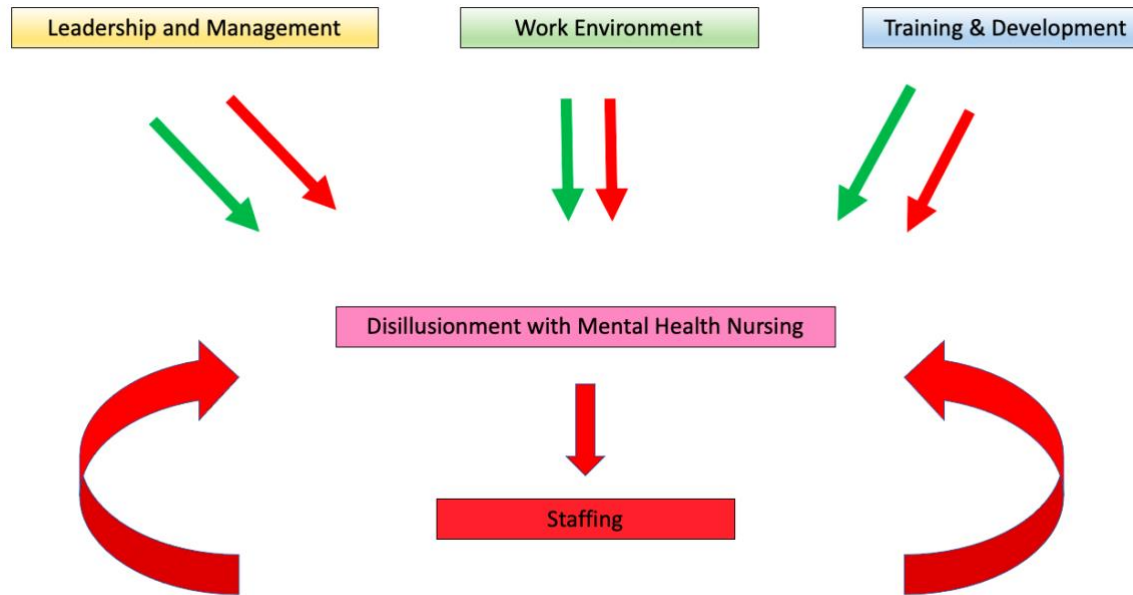 Leadership and Management
Work Environment
Training & Development
Disillusionment with Mental Health Nursing
Staffing